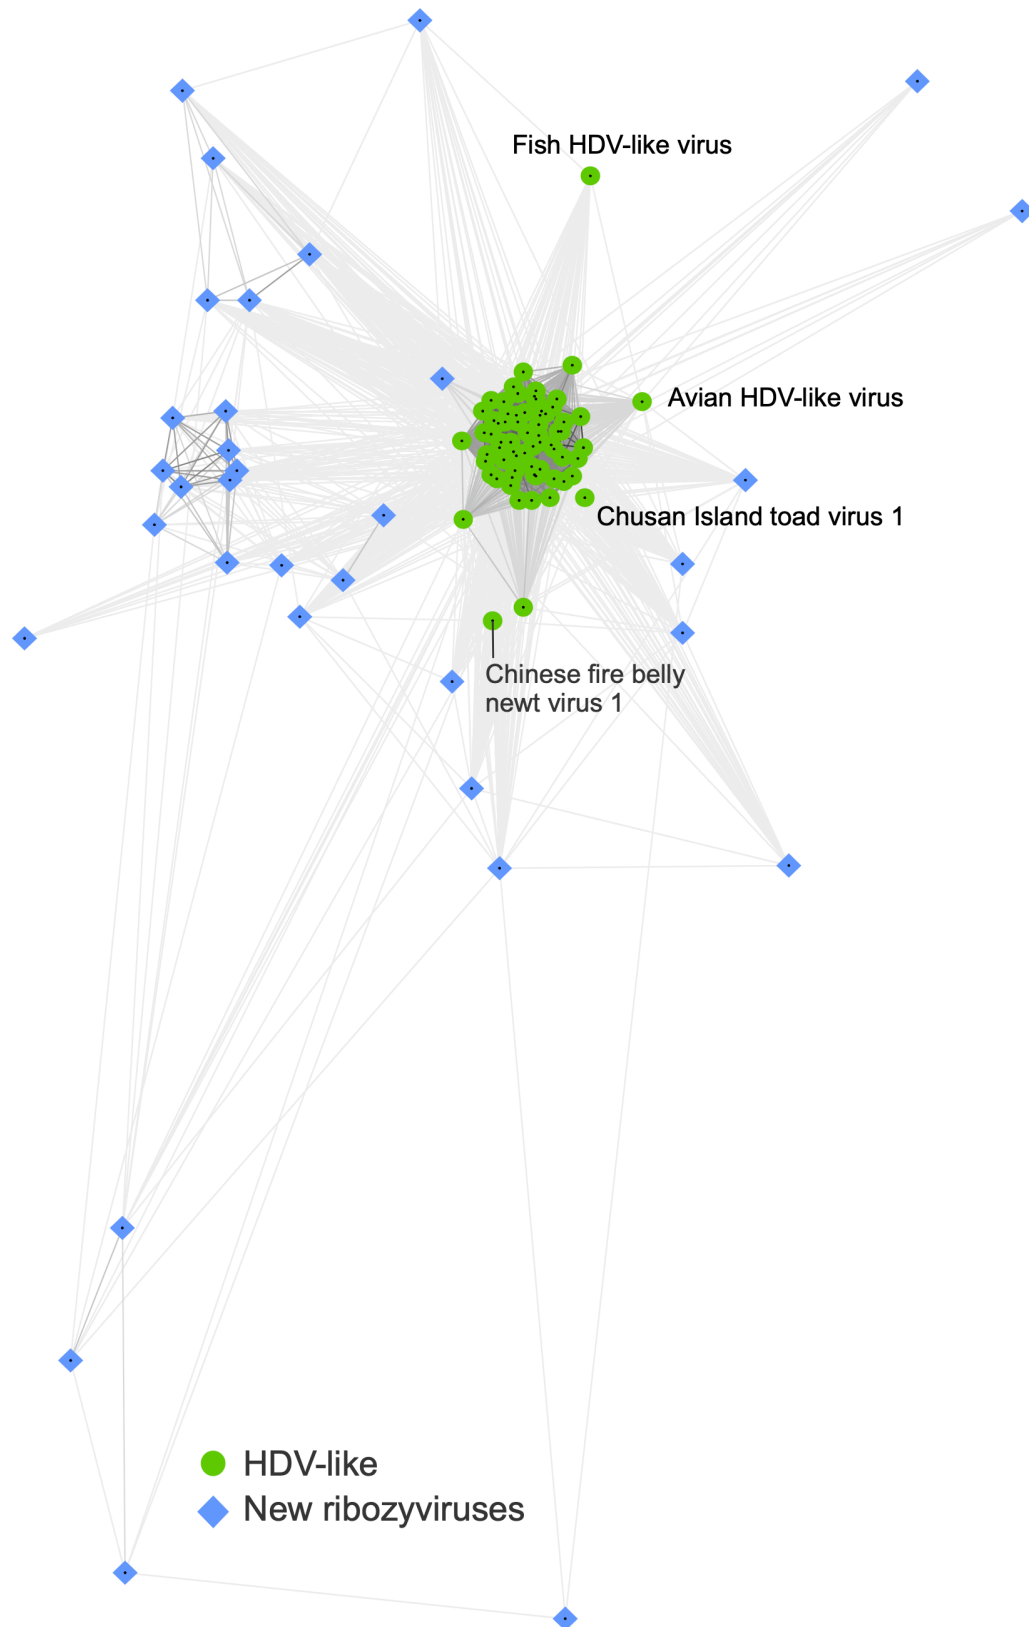 Fish HDV-like virus
Avian HDV-like virus
Chusan Island toad virus 1
Chinese fire belly
newt virus 1
HDV-like
New ribozyviruses